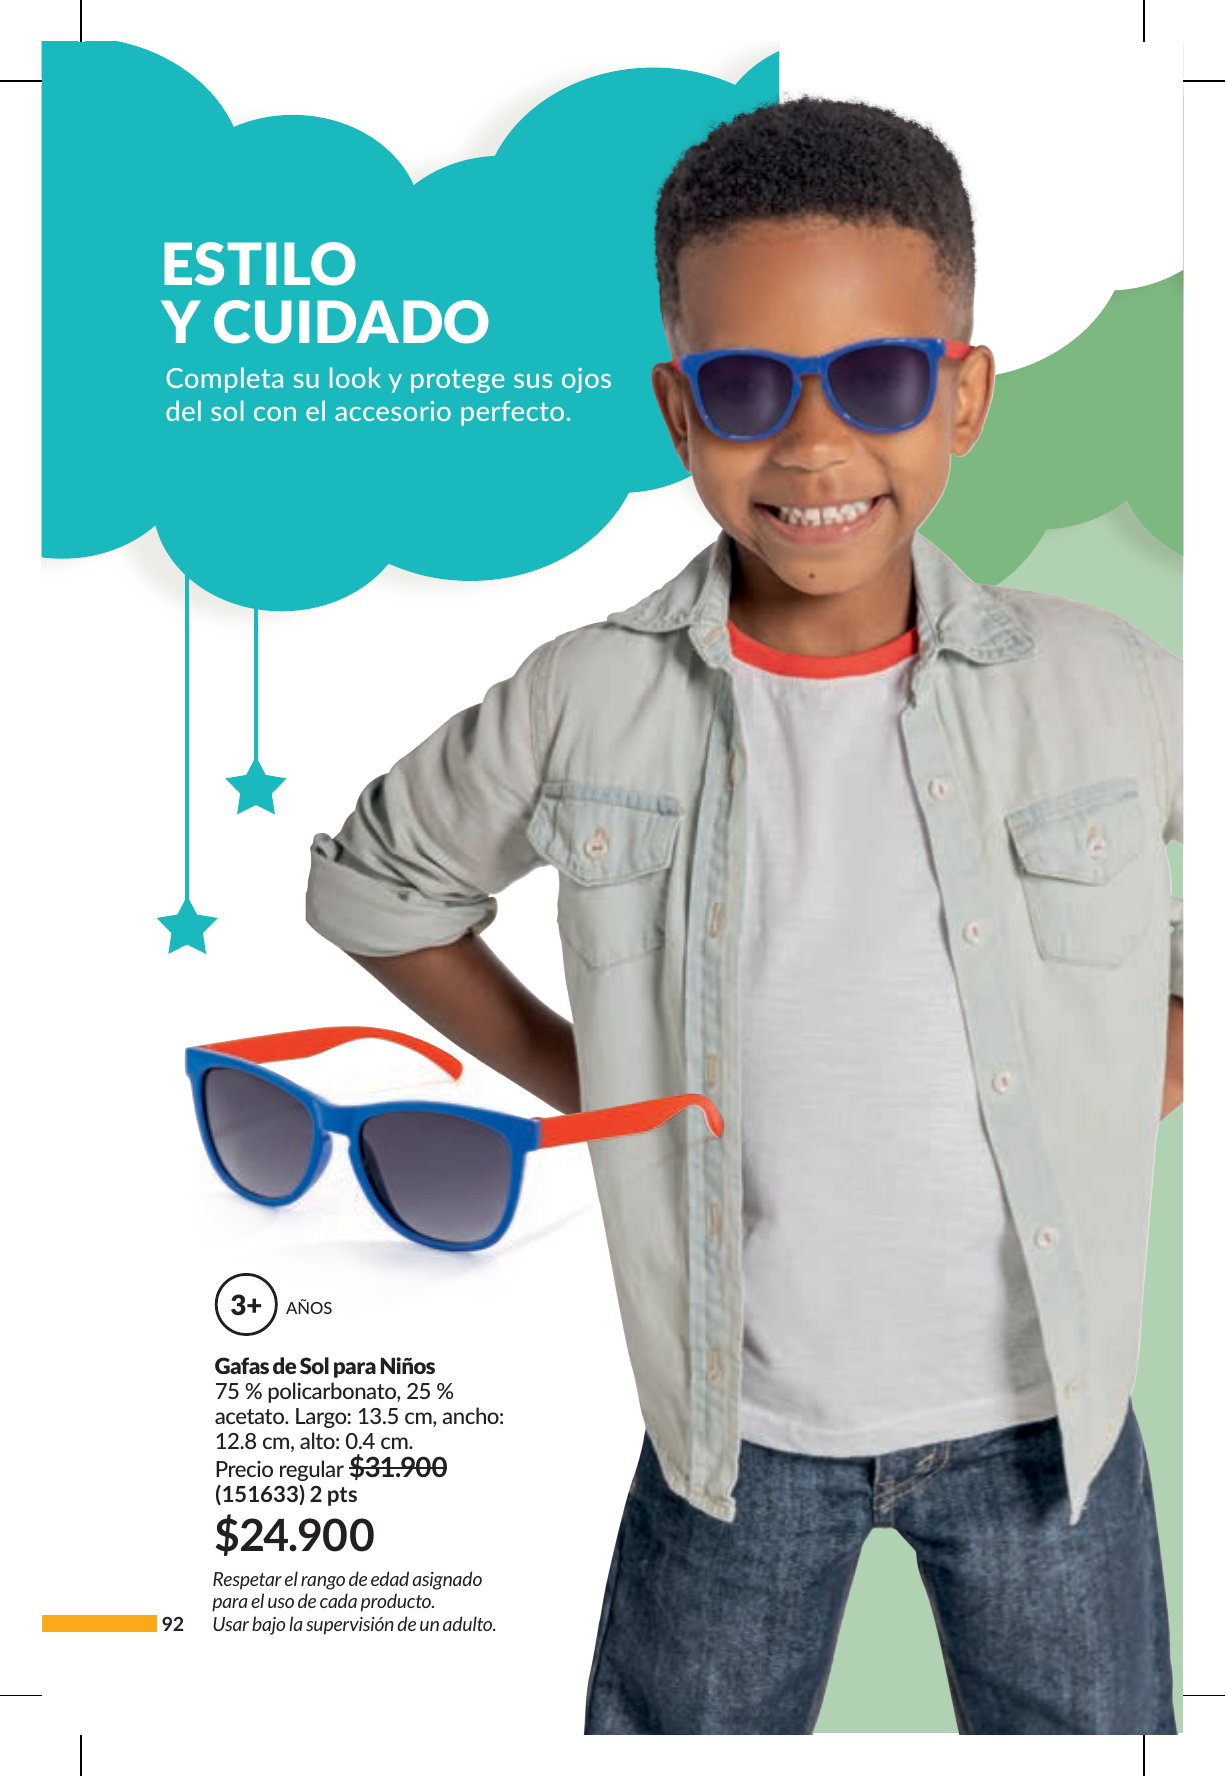 ESTILO
Y CUIDADO
Completa su look y protege sus ojos
del sol con el accesorio perfecto.
3+ AÑOS
Gafas de Sol para Niños
75 % policarbonato, 25 %
acetato. Largo: 13.5 cm, ancho:
12.8 cm, alto: 0.4 cm.
Precio regular $31.900
(151633) 2 pts
$24.900
Respetar el rango de edad asignado
para el uso de cada producto.
Usar bajo la supervisión de un adulto.
92